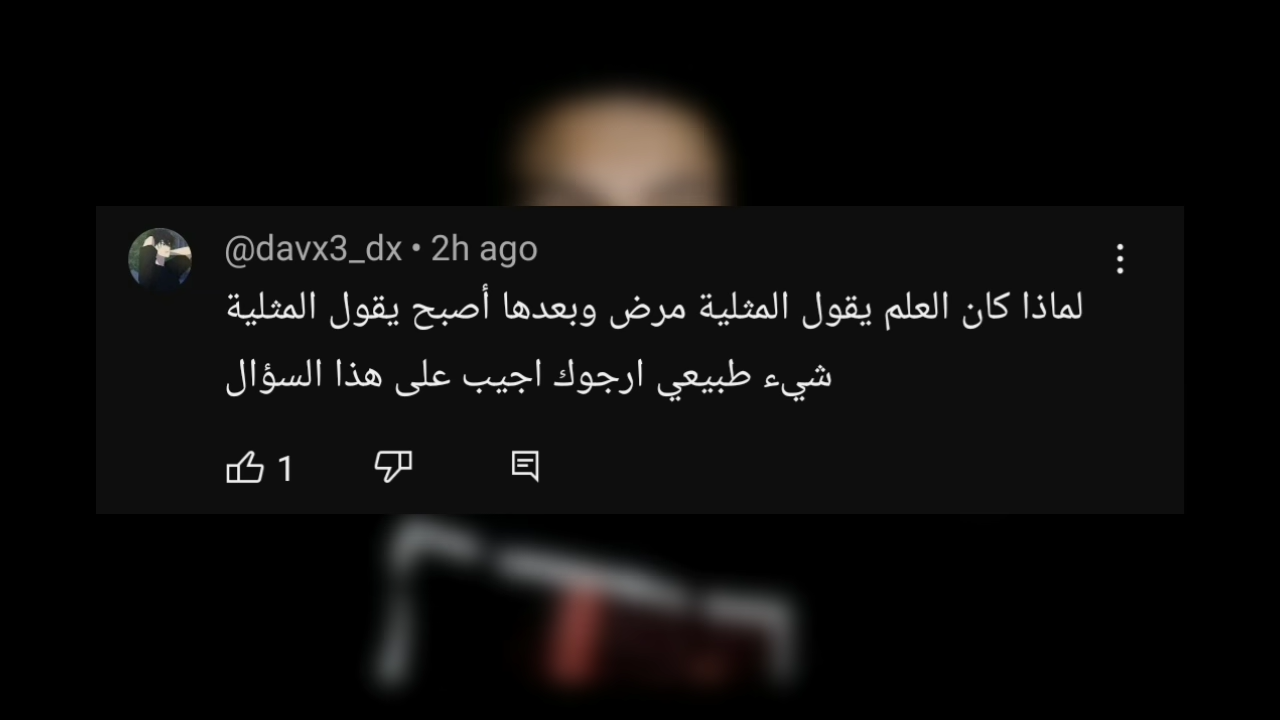 @davx3_dx • 2h ago
لماذا كان العلم يقول المثلية مرض وبعدها أصبح يقول المثلية
شيء طبيعي ارجوك اجيب على هذا السؤال
1